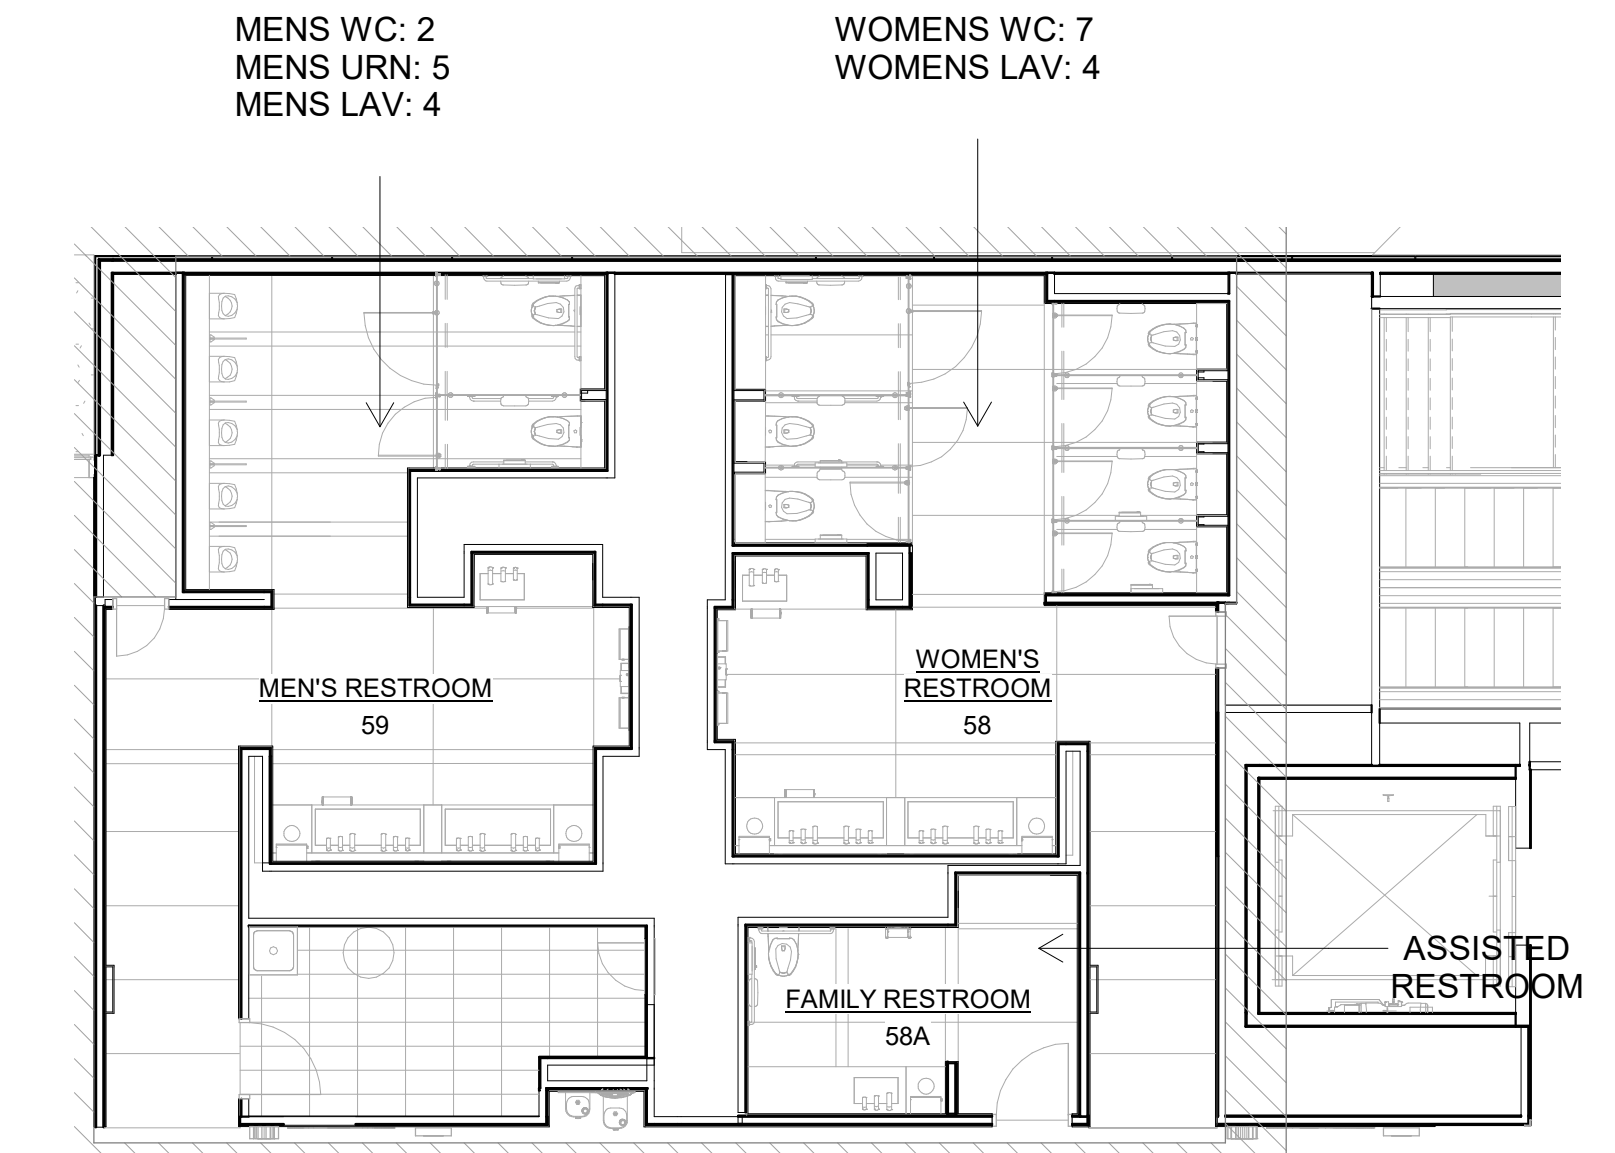 MENS WC: 2
MENS URN: 5
MENS LAV: 4
WOMENS WC: 7
WOMENS LAV: 4
MEN'S RESTROOM
59
WOMEN'S
RESTROOM
58
ASSISTED
RESTROOM
FAMILY RESTROOM
58A